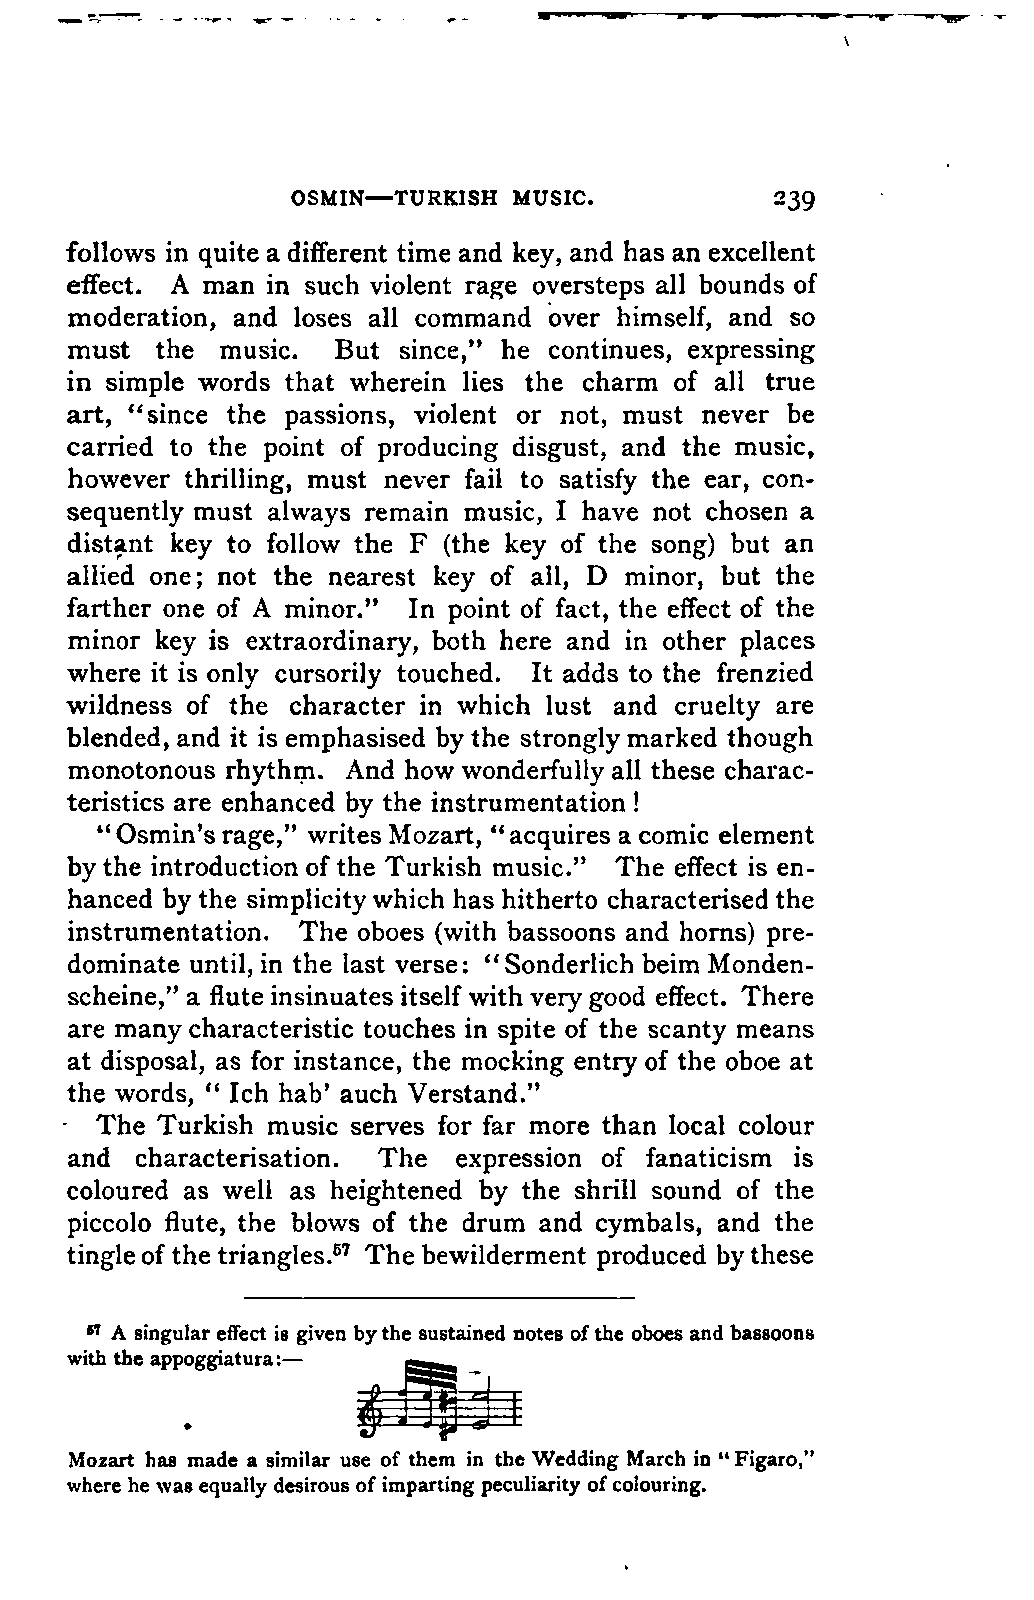 OSMIN—TURKISH MUSIC. 239
follows in quite a different time and key, and has an excellent
effect. A man in such violent rage oversteps all bounds of
moderation, and loses all command over himself, and so
must the music. But since,” he continues, expressing
in simple words that wherein lies the charm of all true
art, “since the passions, violent or not, must never be
carried to the point of producing disgust, and the music,
however thrilling, must never fail to satisfy the ear, con-
sequently must always remain music, I have not chosen a
distant key to follow the F (the key of the song) but an
allied one; not the nearest key of all, D minor, but the
farther one of A minor.” In point of fact, the effect of the
minor key is extraordinary, both here and in other places
where it is only cursorily touched. It adds to the frenzied
wildness of the character in which lust and cruelty are
blended, and it is emphasised by the strongly marked though
monotonous rhythm. And how wonderfully all these charac-
teristics are enhanced by the instrumentation!
“Osmin's rage,” writes Mozart, “acquires a comic element
by the introduction of the Turkish music.” The effect is en-
hanced by the simplicity which has hitherto characterised the
instrumentation. The oboes (with bassoons and horns) pre-
dominate until, in the last verse: “Sonderlich beim Monden-
scheine,” a flute insinuates itself with very good effect. There
are many characteristic touches in spite of the scanty means
at disposal, as for instance, the mocking entry of the oboe at
the words, “Ich hab' auch Verstand.”
The Turkish music serves for far more than local colour
and characterisation. The expression of fanaticism is
coloured as well as heightened by the shrill sound of the
piccolo flute, the blows of the drum and cymbals, and the
tingle of the triangles.⁵⁷ The bewilderment produced by these
⁵⁷ A singular effect is given by the sustained notes of the oboes and bassoons
with the appoggiatura:—
Mozart has made a similar use of them in the Wedding March in “Figaro,”
where he was equally desirous of imparting peculiarity of colouring.